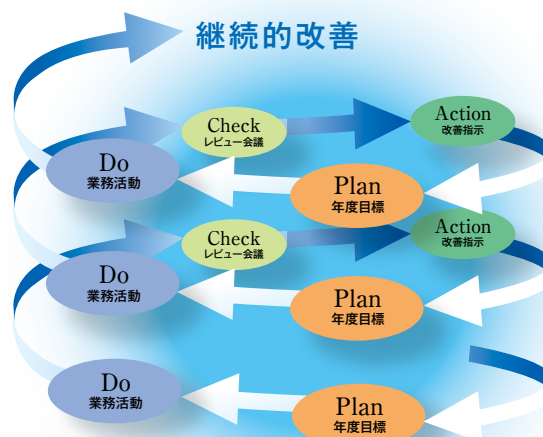 継続的改善
Check
レビュー会議
Action
改善指示
Do
業務活動
Plan
年度目標
Check
レビュー会議
Action
改善指示
Do
業務活動
Plan
年度目標
Do
業務活動
Plan
年度目標